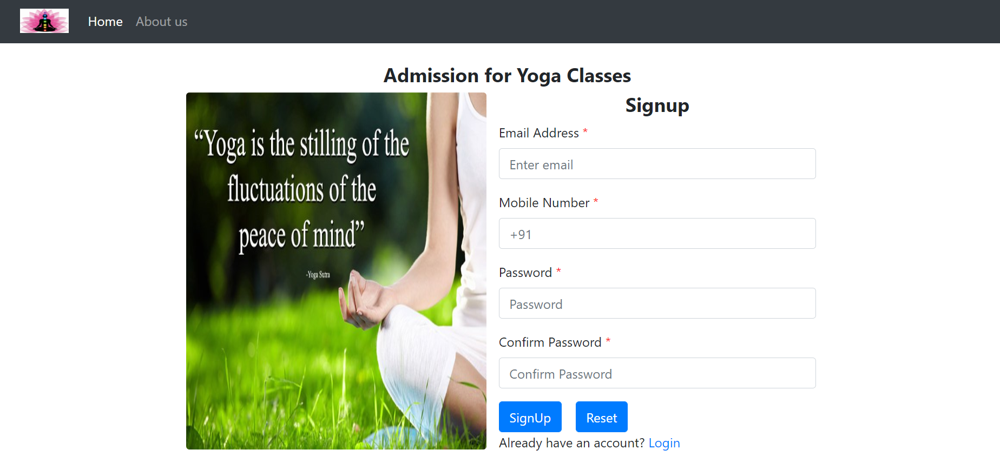 Home About us
Admission for Yoga Classes
“Yoga is the stilling of the
fluctuations of the
peace of mind”
-Yoga Sutra
Signup
Email Address *
Enter email
Mobile Number *
+91
Password *
Password
Confirm Password *
Confirm Password
SignUp Reset
Already have an account? Login